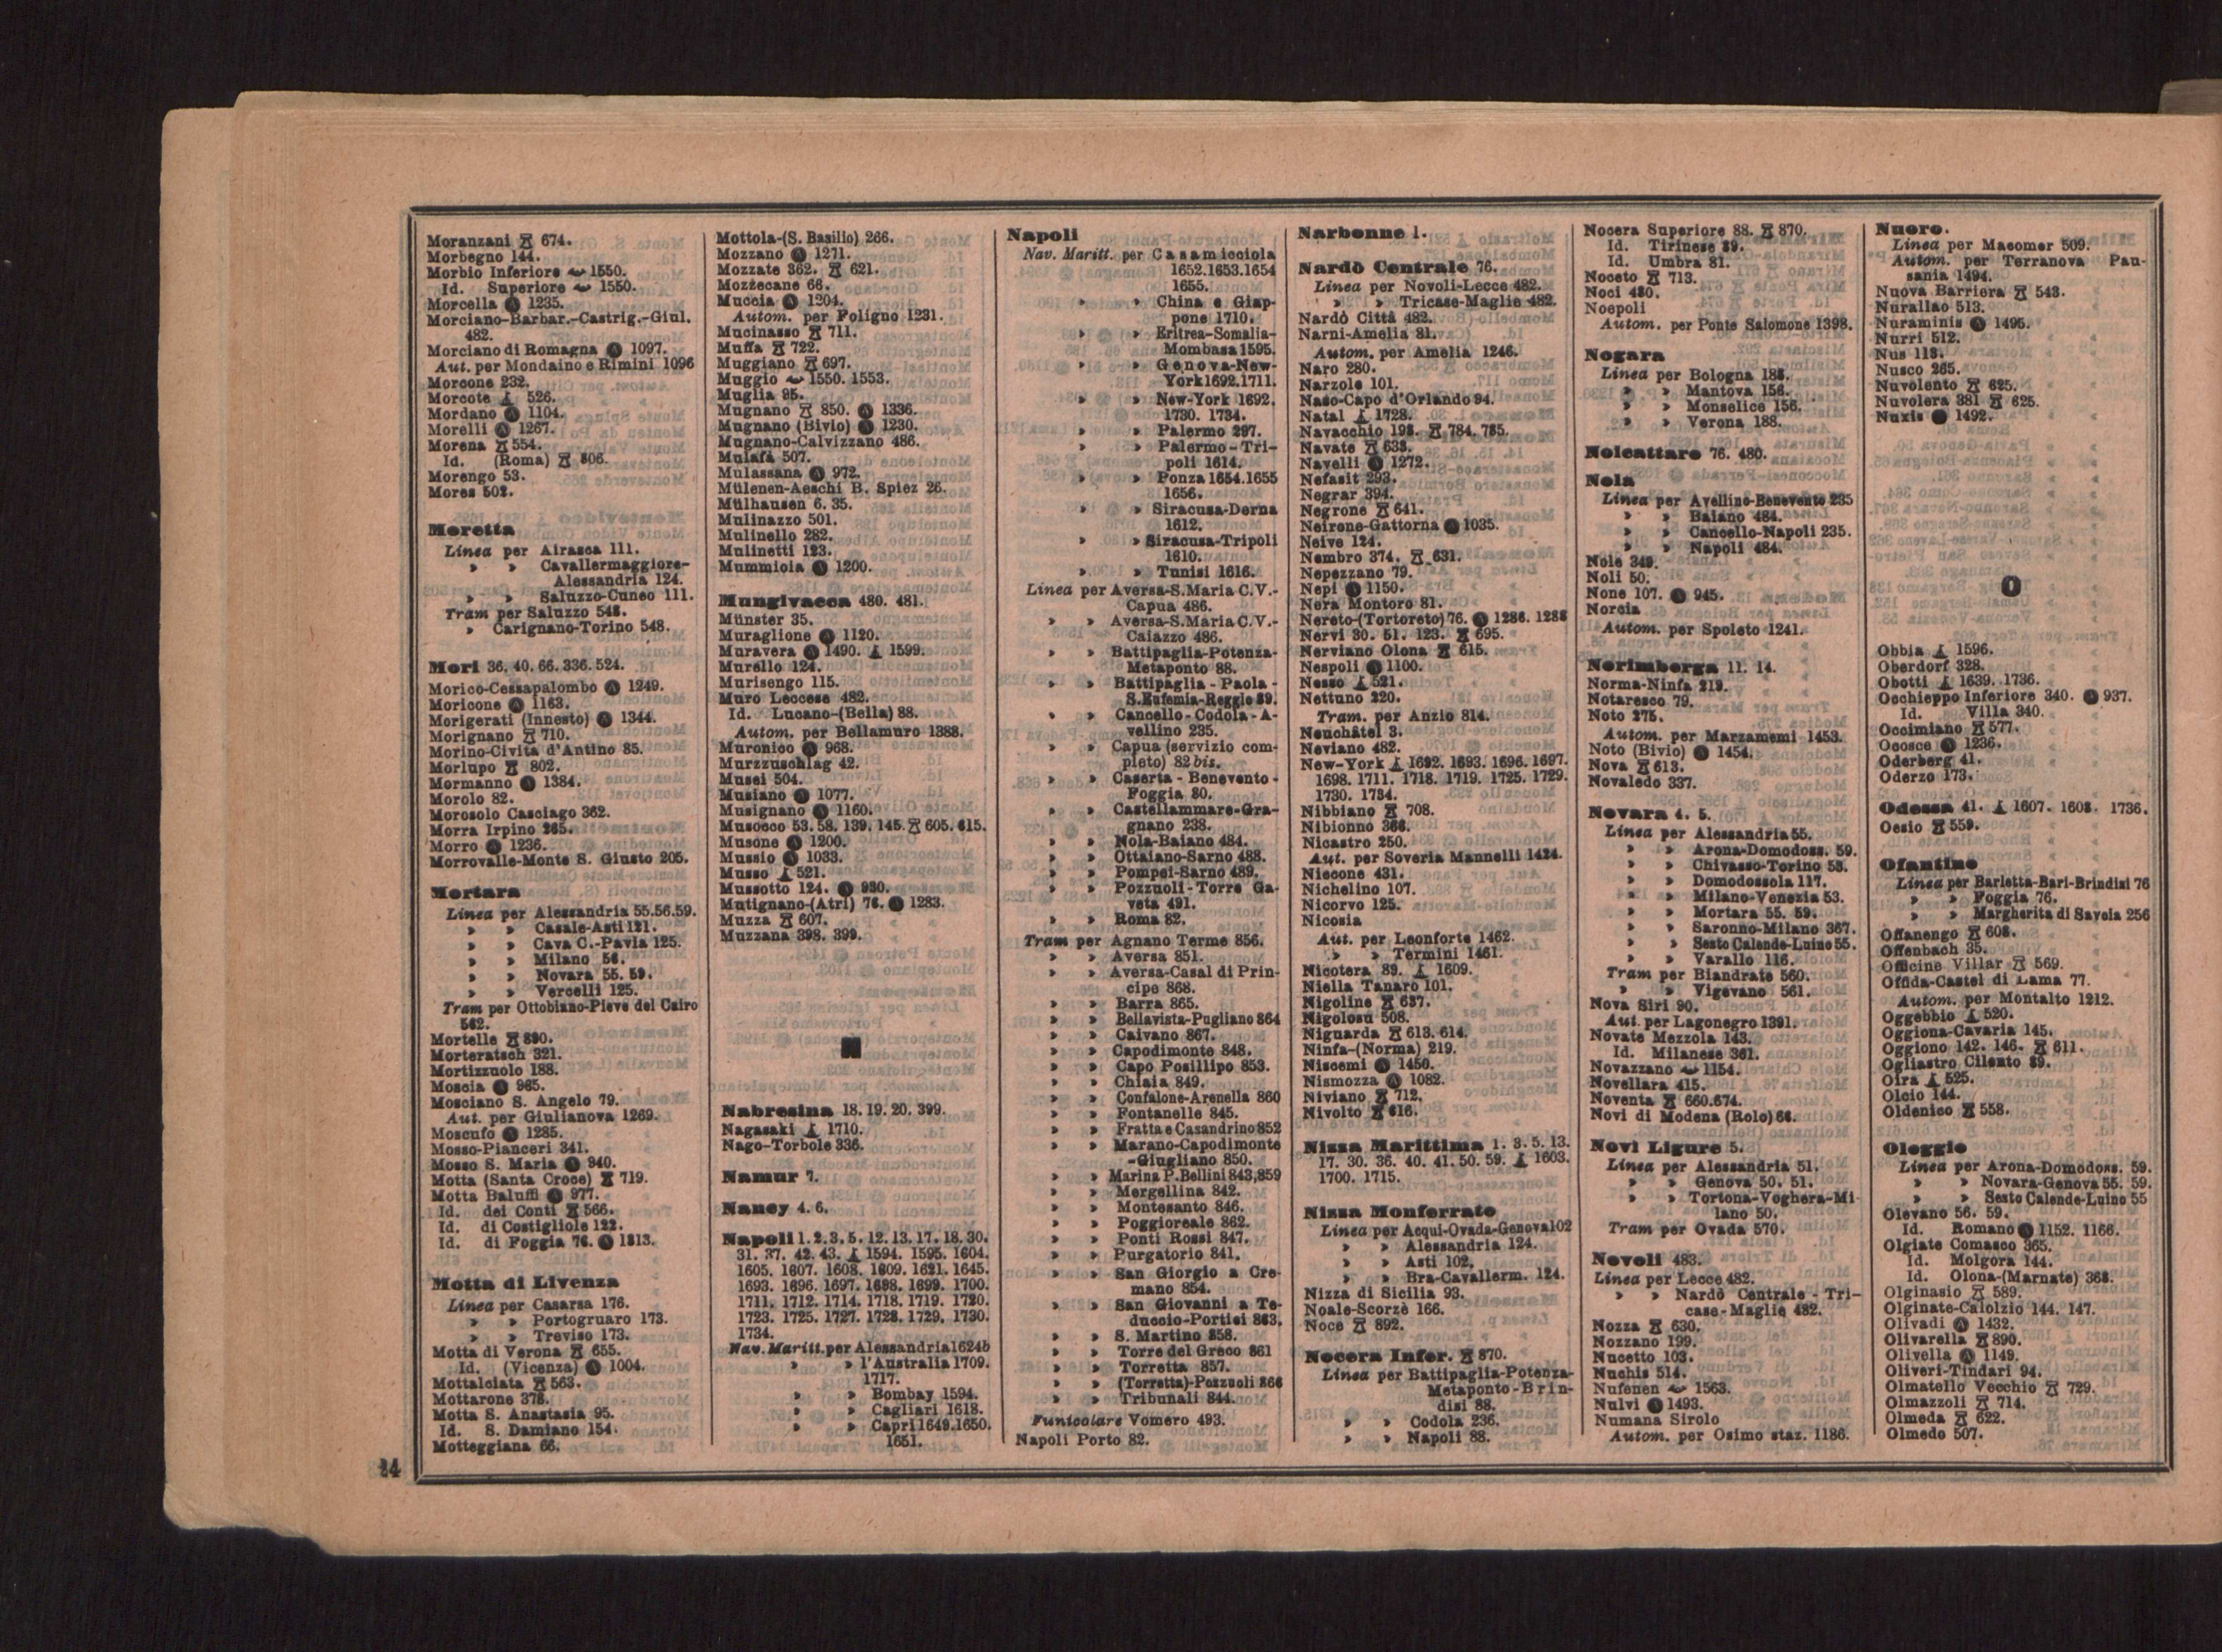 Moranzani 674.
Morbegno 144.
Morbio Inferiore 1550.
Id. Superiore 1550.
Morcella 1235.
Morciano-Barbar.-Castrig.-Giul.
482.
Morciano di Romagna 1097.
Aut. per Mondaino e Rimini 1096
Morcone 232.
Morcote 526.
Mordano 1104.
Morelli 1267.
Morena 554.
Id. (Roma) 806.
Morengo 53.
Mores 502.
Moretta
Linea per Airasca 111.
» » Cavallermaggiore-
Alessandria 124.
» » Saluzzo-Cuneo 111.
Tram per Saluzzo 548.
» Carignano-Torino 548.
Mori 36. 40. 66. 336. 524.
Morico-Cessapalombo 1249.
Moricone 1163.
Morigerati (Innesto) 1344.
Morignano 710.
Morino-Civita d'Antino 85.
Morlupo 802.
Mormanno 1384.
Morolo 82.
Morosolo Casciago 362.
Morra Irpino 265.
Morro 1236.
Morrovalle-Monte S. Giusto 205.
Mortara
Linea per Alessandria 55.56.59.
» » Casale-Asti 121.
» » Cava C.-Pavia 125.
» » Milano 56.
» » Novara 55. 59.
» » Vercelli 125.
Tram per Ottobiano-Pieve del Cairo
562.
Mortelle 890.
Morteratsch 321.
Mortizzuolo 188.
Moscia 965.
Mosciano S. Angelo 79.
Aut. per Giulianova 1269.
Moscufo 1285.
Mosso-Pianceri 341.
Mosso S. Maria 940.
Motta (Santa Croce) 719.
Motta Baluffi 977.
Id. dei Conti 566.
Id. di Costigliole 122.
Id. di Foggia 76. 1313.
Motta di Livenza
Linea per Casarsa 176.
» » Portogruaro 173.
» » Treviso 173.
Motta di Verona 655.
Id. (Vicenza) 1004.
Mottalciata 563.
Mottarone 378.
Motta S. Anastasia 95.
Id. S. Damiano 154.
Motteggiana 66.
Mottola-(S. Basilio) 266.
Mozzano 1271.
Mozzate 362. 621.
Mozzecane 66.
Muccia 1204.
Autom. per Foligno 1231.
Mucinasso 711.
Muffa 722.
Muggiano 697.
Muggio 1550. 1553.
Muglia 95.
Mugnano 850. 1336.
Mugnano (Bivio) 1230.
Mugnano-Calvizzano 486.
Mulafà 507.
Mulassana 972.
Mülenen-Aeschi B. Spiez 26.
Mülhausen 6. 35.
Mulinazzo 501.
Mulinello 282.
Mulinetti 123.
Mummioia 1200.
Mungivacca 480. 481.
Münster 35.
Muraglione 1120.
Muravera 1490. 1599.
Murello 124.
Murisengo 115.
Muro Leccese 482.
Id. Lucano-(Bella) 88.
Autom. per Bellamuro 1388.
Muronico 968.
Murzzuschlag 42.
Musei 504.
Musiano 1077.
Musignano 1160.
Musocco 53. 58. 139. 145. 605. 615.
Musone 1200.
Mussio 1033.
Musso 521.
Mussotto 124. 930.
Mutignano-(Atri) 76. 1283.
Muzza 607.
Muzzana 398. 399.
N
Nabresina 18. 19. 20. 399.
Nagasaki 1710.
Nago-Torbole 336.
Namur 7.
Nancy 4. 6.
Napoli 1. 2. 3. 5. 12. 13. 17. 18. 30.
31. 37. 42. 43. 1594. 1595. 1604.
1605. 1607. 1608. 1609. 1621. 1645.
1693. 1696. 1697. 1698. 1699. 1700.
1711. 1712. 1714. 1718. 1719. 1720.
1723. 1725. 1727. 1728. 1729. 1730.
1734.
Nav. Maritt. per Alessandria 1624b
» » l'Australia 1709.
1717.
» » Bombay 1594.
» » Cagliari 1618.
» » Capri 1649.1650.
1651.
Napoli
Nav. Maritt. per Casamicciola
1652.1653.1654
1655.
» » China e Giap-
pone 1710.
» » Eritrea-Somalia-
Mombasa 1595.
» » Genova-New-
York 1692.1711.
» » New-York 1692.
1730. 1734.
» » Palermo 297.
» » Palermo-Tri-
poli 1614.
» » Ponza 1654.1655
1656.
» » Siracusa-Derna
1612.
» » Siracusa-Tripoli
1610.
» » Tunisi 1616.
Linea per Aversa-S.Maria C.V.-
Capua 486.
» » Aversa-S.Maria C.V.-
Caiazzo 486.
» » Battipaglia-Potenza-
Metaponto 88.
» » Battipaglia-Paola-
S.Eufemia-Reggio 89.
» » Cancello-Codola-A-
vellino 235.
» » Capua (servizio com-
pleto) 82 bis.
» » Caserta-Benevento-
Foggia 80.
» » Castellammare-Gra-
gnano 238.
» » Nola-Baiano 484.
» » Ottaiano-Sarno 488.
» » Pompei-Sarno 489.
» » Pozzuoli-Torre Ga-
veta 491.
» » Roma 82.
Tram per Agnano Terme 856.
» » Aversa 851.
» » Aversa-Casal di Prin-
cipe 868.
» » Barra 865.
» » Bellavista-Pugliano 864
» » Caivano 867.
» » Capodimonte 848.
» » Capo Posillipo 853.
» » Chiaia 849.
» » Confalone-Arenella 860
» » Fontanelle 845.
» » Fratta e Casandrino 852
» » Marano-Capodimonte
-Giugliano 850.
» » Marina P.Bellini 843,859
» » Mergellina 842.
» » Montesanto 846.
» » Poggioreale 862.
» » Ponti Rossi 847.
» » Purgatorio 841.
» » San Giorgio a Cre-
mano 854.
» » San Giovanni a Te-
duccio-Portici 863.
» » S. Martino 858.
» » Torre del Greco 861
» » Torretta 857.
» » (Torretta)-Pozzuoli 866
» » Tribunali 844.
Funicolare Vomero 493.
Napoli Porto 82.
Narbonne 1.
Nardò Centrale 76.
Linea per Novoli-Lecce 482.
» » Tricase-Maglie 482.
Nardò Città 482.
Narni-Amelia 81.
Autom. per Amelia 1246.
Naro 280.
Narzole 101.
Naso-Capo d'Orlando 94.
Natal 1728.
Navacchio 193. 784. 785.
Navate 633.
Navelli 1272.
Nefasit 293.
Negrar 394.
Negrone 641.
Neirone-Gattorna 1035.
Neive 124.
Nembro 374. 631.
Nepezzano 79.
Nepi 1150.
Nera Montoro 81.
Nereto-(Tortoreto) 76. 1286. 1288
Nervi 30. 51. 123. 695.
Nerviano Olona 615.
Nespoli 1100.
Nesso 521.
Nettuno 220.
Tram. per Anzio 814.
Neuchâtel 3.
Neviano 482.
New-York 1692. 1693. 1696. 1697.
1698. 1711. 1718. 1719. 1725. 1729.
1730. 1734.
Nibbiano 708.
Nibionno 366.
Nicastro 250.
Aut. per Soveria Mannelli 1424.
Niccone 431.
Nichelino 107.
Nicorvo 125.
Nicosia
Aut. per Leonforte 1462.
» » Termini 1461.
Nicotera 89. 1609.
Niella Tanaro 101.
Nigoline 637.
Nigolosu 508.
Niguarda 613. 614.
Ninfa-(Norma) 219.
Niscemi 1450.
Nismozza 1082.
Niviano 712.
Nivolto 616.
Nizza Marittima 1. 3. 5. 13.
17. 30. 36. 40. 41. 50. 59. 1603.
1700. 1715.
Nizza Monferrato
Linea per Acqui-Ovada-Genova 102
» » Alessandria 124.
» » Asti 102.
» » Bra-Cavallerm. 124.
Nizza di Sicilia 93.
Noale-Scorzè 166.
Noce 892.
Nocera Infer. 870.
Linea per Battipaglia-Potenza-
Metaponto-Brin-
disi 88.
» » Codola 236.
» » Napoli 88.
Nocera Superiore 88. 870.
Id. Tirinese 89.
Id. Umbra 81.
Noceto 713.
Noci 480.
Noepoli
Autom. per Ponte Salomone 1398.
Nogara
Linea per Bologna 188.
» » Mantova 156.
» » Monselice 156.
» » Verona 188.
Noicattaro 76. 480.
Nola
Linea per Avellino-Benevento 235
» » Baiano 484.
» » Cancello-Napoli 235.
» » Napoli 484.
Nole 349.
Noli 50.
None 107. 945.
Norcia
Autom. per Spoleto 1241.
Norimberga 11. 14.
Norma-Ninfa 219.
Notaresco 79.
Noto 275.
Autom. per Marzamemi 1453.
Noto (Bivio) 1454.
Nova 613.
Novaledo 337.
Novara 4. 5.
Linea per Alessandria 55.
» » Arona-Domodoss. 59.
» » Chivasso-Torino 53.
» » Domodossola 117.
» » Milano-Venezia 53.
» » Mortara 55. 59.
» » Saronno-Milano 367.
» » Sesto Calende-Luino 55.
» » Varallo 116.
Tram per Biandrate 560.
» » Vigevano 561.
Nova Siri 90.
Aut. per Lagonegro 1391.
Novate Mezzola 143.
Id. Milanese 361.
Novazzano 1154.
Novellara 415.
Noventa 660.674.
Novi di Modena (Rolo) 66.
Novi Ligure 5.
Linea per Alessandria 51.
» » Genova 50. 51.
» » Tortona-Voghera-Mi-
lano 50.
Tram per Ovada 570.
Novoli 483.
Linea per Lecce 482.
» » Nardò Centrale-Tri-
case-Maglie 482.
Nozza 630.
Nozzano 199.
Nucetto 103.
Nuchis 514.
Nufenen 1563.
Nulvi 1493.
Numana Sirolo
Autom. per Osimo staz. 1186.
Nuoro.
Linea per Macomer 509.
Autom. per Terranova Pau-
sania 1494.
Nuova Barriera 543.
Nurallao 513.
Nuraminis 1495.
Nurri 512.
Nus 113.
Nusco 265.
Nuvolento 625.
Nuvolera 381 625.
Nuxis 1492.
O
Obbia 1596.
Oberdorf 328.
Obotti 1639. 1736.
Occhieppo Inferiore 340. 937.
Id. Villa 340.
Occimiano 577.
Ocosce 1236.
Oderberg 41.
Oderzo 173.
Odessa 41. 1607. 1608. 1736.
Oesio 559.
Ofantino
Linea per Barletta-Bari-Brindisi 76
» » Foggia 76.
» » Margherita di Savoia 256
Offanengo 608.
Offenbach 35.
Officine Villar 569.
Offida-Castel di Lama 77.
Autom. per Montalto 1212.
Oggebbio 520.
Oggiona-Cavaria 145.
Oggiono 142. 146. 611.
Ogliastro Cilento 89.
Oira 525.
Olcio 144.
Oldenico 558.
Oleggio
Linea per Arona-Domodoss. 59.
» » Novara-Genova 55. 59.
» » Sesto Calende-Luino 55
Olevano 56. 59.
Id. Romano 1152. 1166.
Olgiate Comasco 365.
Id. Molgora 144.
Id. Olona-(Marnate) 368.
Olginasio 589.
Olginate-Calolzio 144. 147.
Olivadi 1432.
Olivarella 890.
Olivella 1149.
Oliveri-Tindari 94.
Olmatello Vecchio 729.
Olmazzoli 714.
Olmeda 622.
Olmedo 507.
24